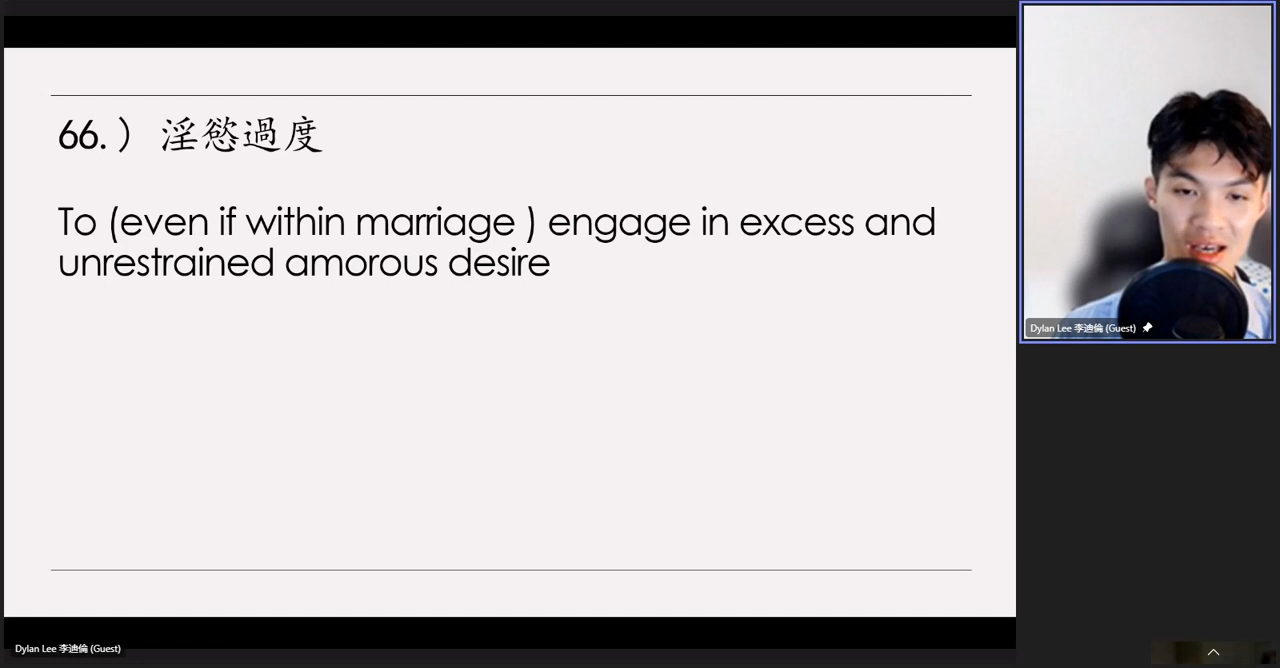 66. ） 淫慾過度
To (even if within marriage ) engage in excess and
unrestrained amorous desire
Dylan Lee 李迪倫 (Guest)
Dylan Lee 李迪倫 (Guest)